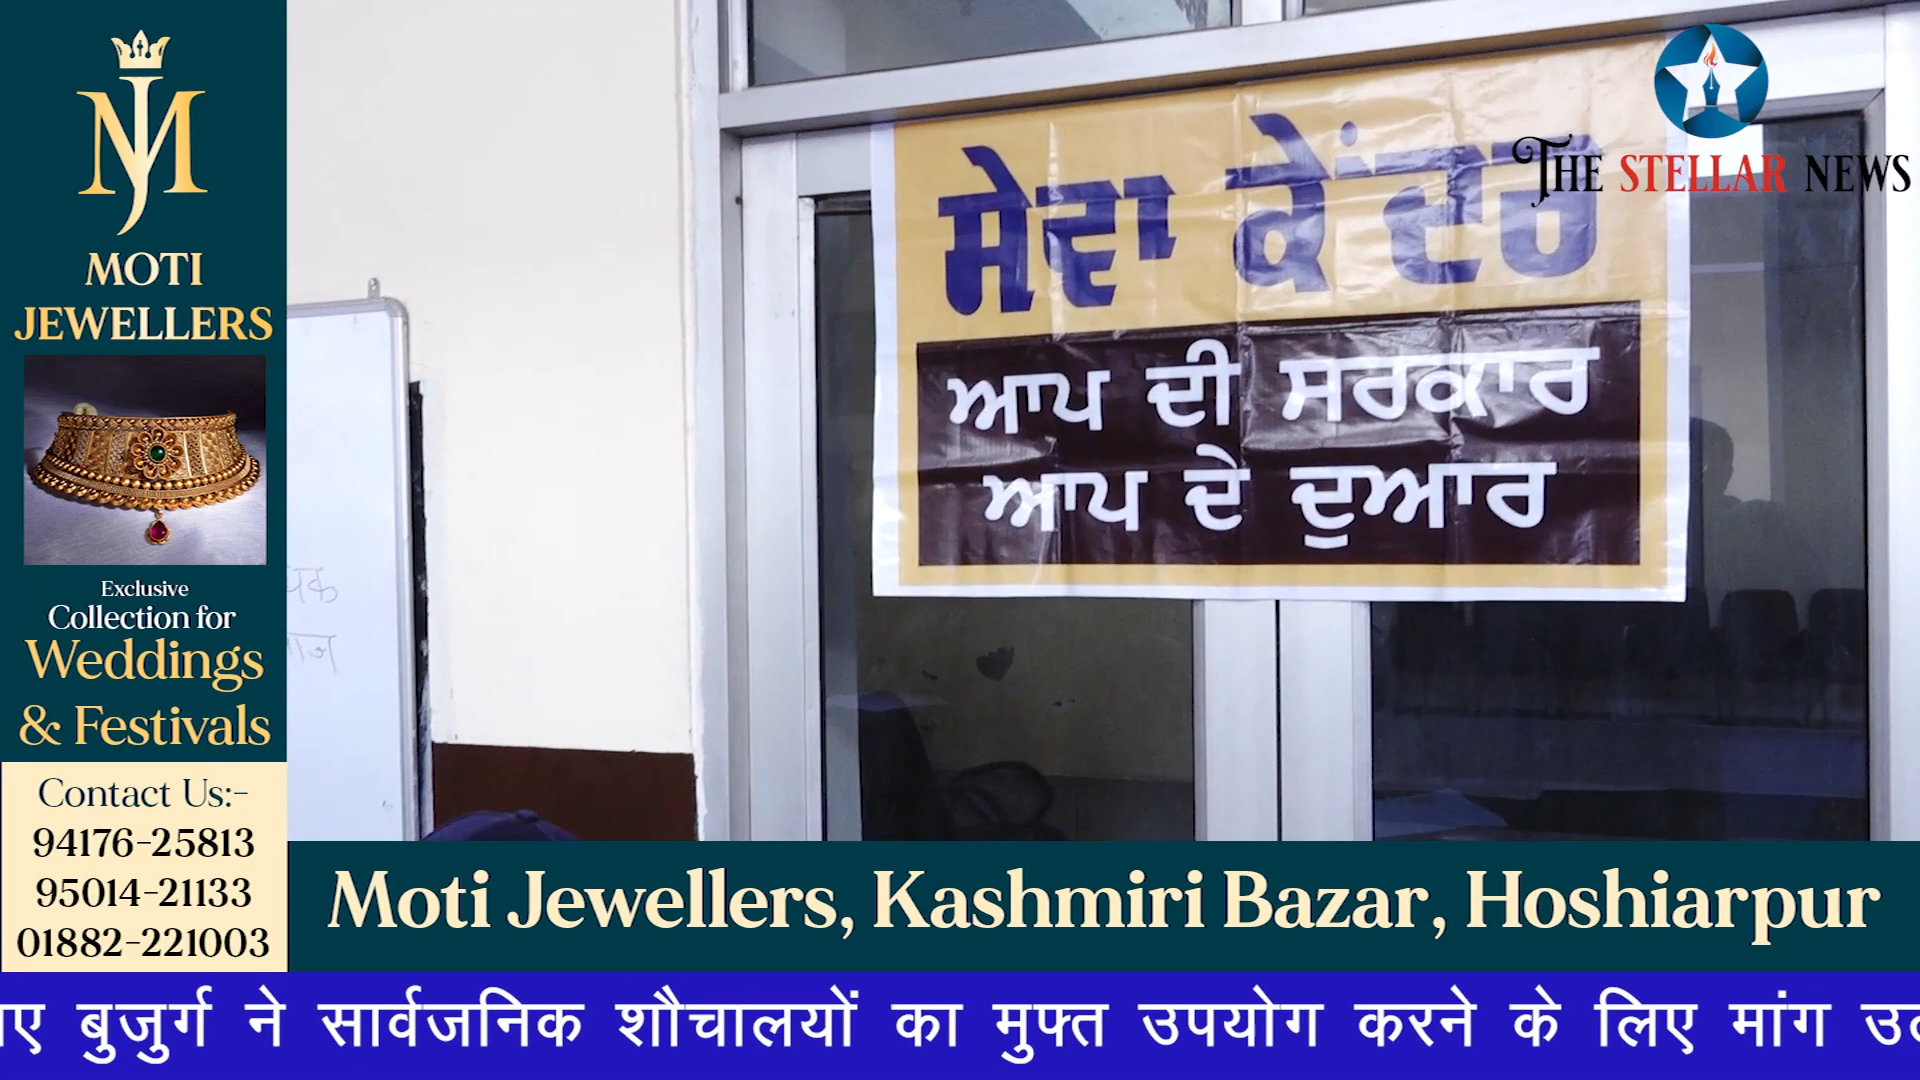 JM
MOTI
JEWELLERS
Exclusive
Collection for
Weddings
& Festivals
Contact Us:-
94176-25813
95014-21133
01882-221003
THE STELLAR NEWS
ਸੇਵਾ ਕੇਂਦਰ
ਆਪ ਦੀ ਸਰਕਾਰ
ਆਪ ਦੇ ਦੁਆਰ
Moti Jewellers, Kashmiri Bazar, Hoshiarpur
बुजुर्ग ने सार्वजनिक शौचालयों का मुफ्त उपयोग करने के लिए मांग